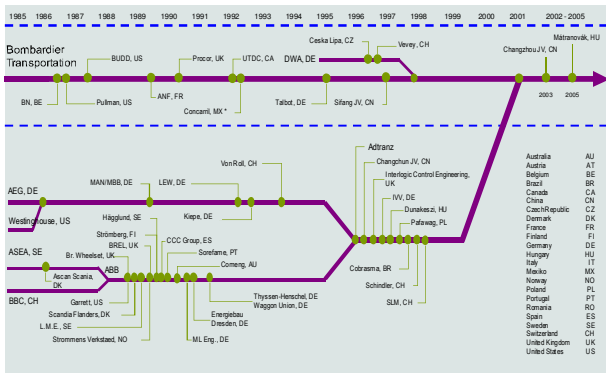 1985 1986 1987 1988 1989 1990 1991 1992 1993 1994 1995 1996 1997 1998 1999 2000 2001 2002 - 2005
Bombardier
Transportation
BUDD, US
Procor, UK
UTDC, CA
Ceska Lipa, CZ
DWA, DE
Vevey, CH
Changzhou JV, CN
Mátranovák, HU
BN, BE
Pullman, US
ANF, FR
Concarril, MX *
Talbot, DE
Sifang JV, CN
2003
2005
Adtranz
Changchun JV, CN
Interlogic Control Engineering,
UK
IVV, DE
Dunakeszi, HU
Pafawag, PL
Cobrasma, BR
Schindler, CH
SLM, CH
Von Roll, CH
MAN/MBB, DE
LEW, DE
AEG, DE
Kiepe, DE
Westinghouse, US
Hägglund, SE
Strömberg, FI
BREL, UK
CCC Group, ES
ASEA, SE
Br. Wheelset, UK
Sorefame, PT
ABB
Comeng, AU
Ascan Scania,
DK
BBC, CH
Garrett, US
Scandia Flanders, DK
L.M.E., SE
Strommens Verkstaed, NO
Thyssen-Henschel, DE
Waggon Union, DE
Energiebau
Dresden, DE
ML Eng., DE
Australia AU
Austria AT
Belgium BE
Brazil BR
Canada CA
China CN
Czech Republic CZ
Dermark DK
France FR
Finland FI
Germany DE
Hungary HU
Italy IT
Mexiko MX
Norway NO
Poland PL
Portugal PT
Romania RO
Spain ES
Sweden SE
Switzerland CH
United Kingdom UK
United States US